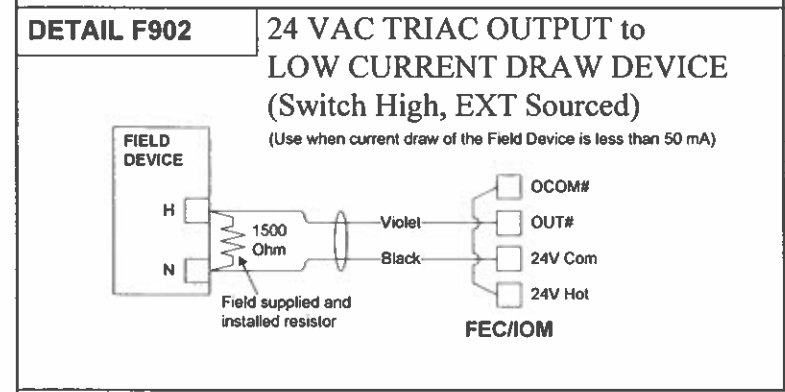 DETAIL F902
24 VAC TRIAC OUTPUT to
LOW CURRENT DRAW DEVICE
(Switch High, EXT Sourced)
(Use when current draw of the Field Device is less than 50 mA)
FIELD
DEVICE
H
N
1500
Ohm
Field supplied and
installed resistor
Violet
Black
OCOM#
OUT#
24V Com
24V Hot
FEC/IOM